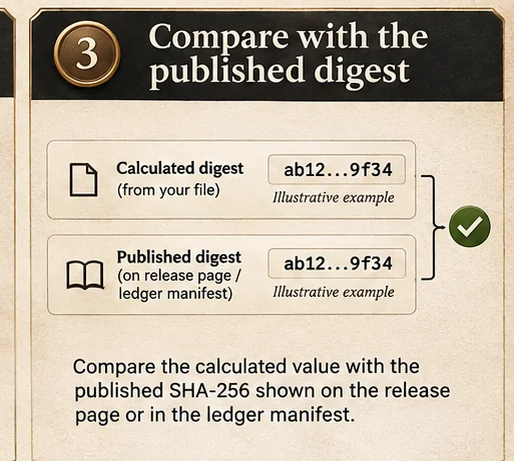 3
Compare with the
published digest
Calculated digest
(from your file)
ab12...9f34
Illustrative example
Published digest
(on release page /
ledger manifest)
ab12...9f34
Illustrative example
Compare the calculated value with the
published SHA-256 shown on the release
page or in the ledger manifest.